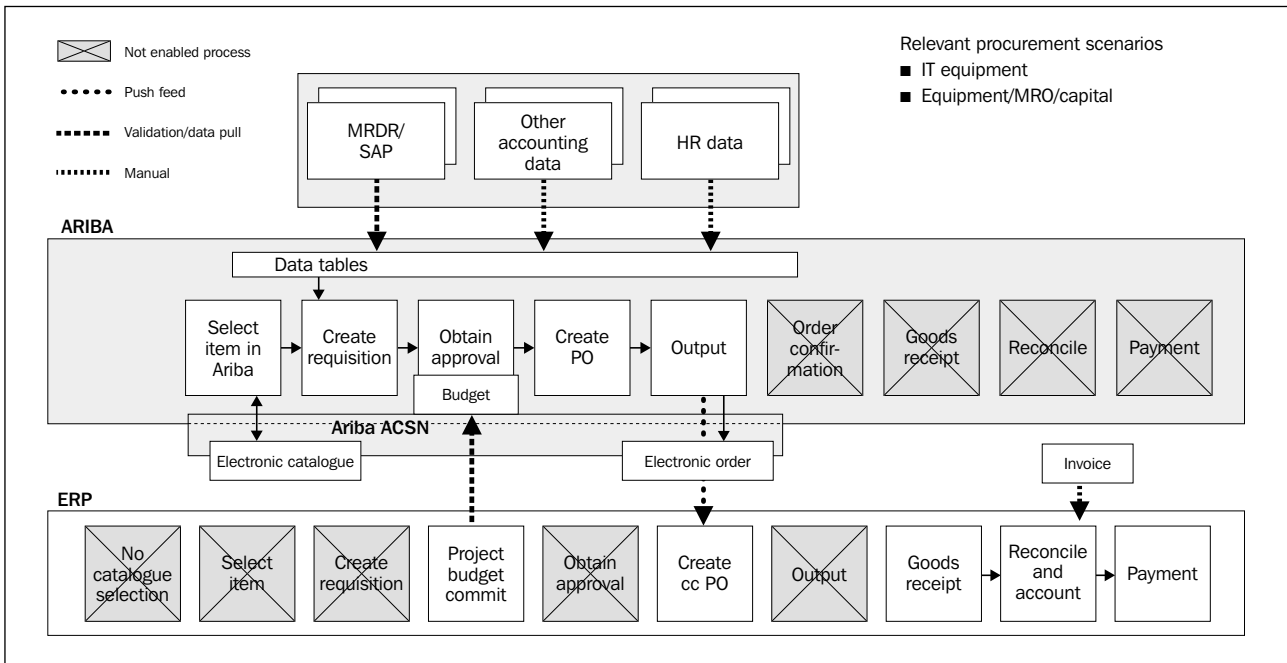 Not enabled process
Push feed
Validation/data pull
Manual
Relevant procurement scenarios
■ IT equipment
■ Equipment/MRO/capital
MRDR/
SAP
Other
accounting
data
HR data
ARIBA
Data tables
Select
item in
Ariba
Create
requisition
Obtain
approval
Budget
Create
PO
Output
Order
confir-
mation
Goods
receipt
Reconcile
Payment
Ariba ACSN
Electronic catalogue
Electronic order
Invoice
ERP
No
catalogue
selection
Select
item
Create
requisition
Project
budget
commit
Obtain
approval
Create
cc PO
Output
Goods
receipt
Reconcile
and
account
Payment